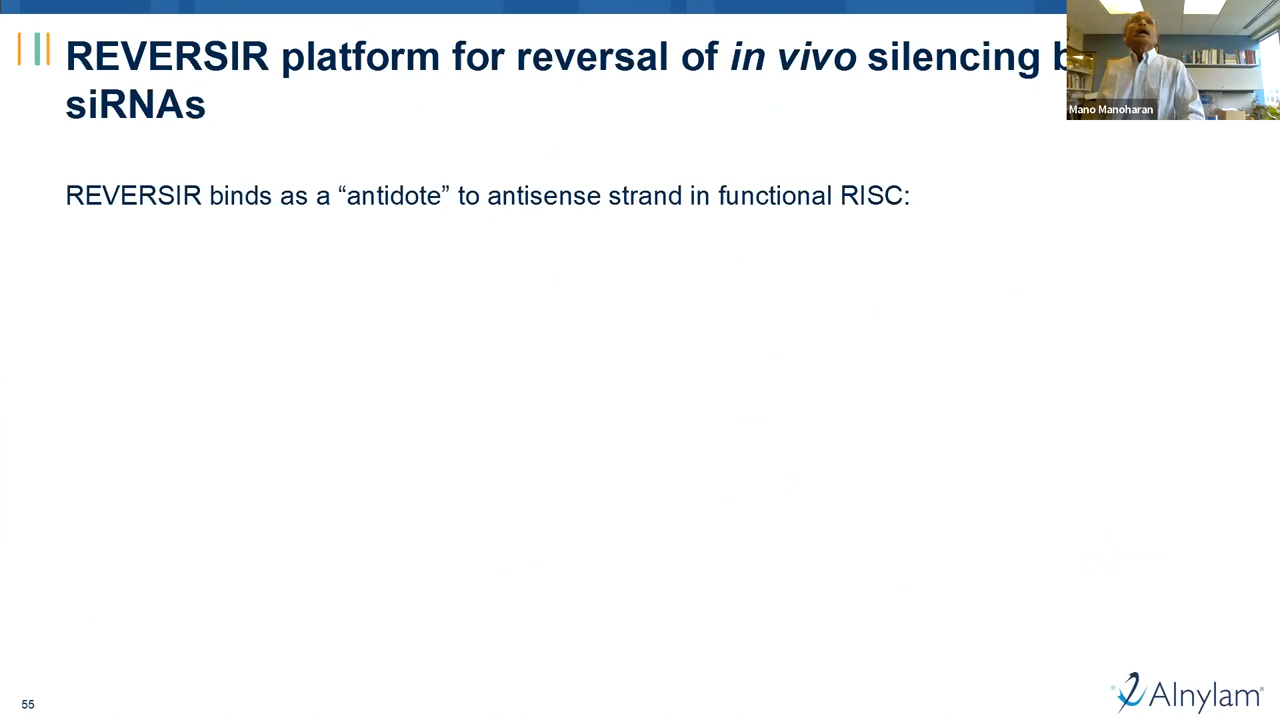 REVERSIR platform for reversal of in vivo silencing
siRNAs
Mano Manoharan
REVERSIR binds as a “antidote” to antisense strand in functional RISC:
55
Alnylam